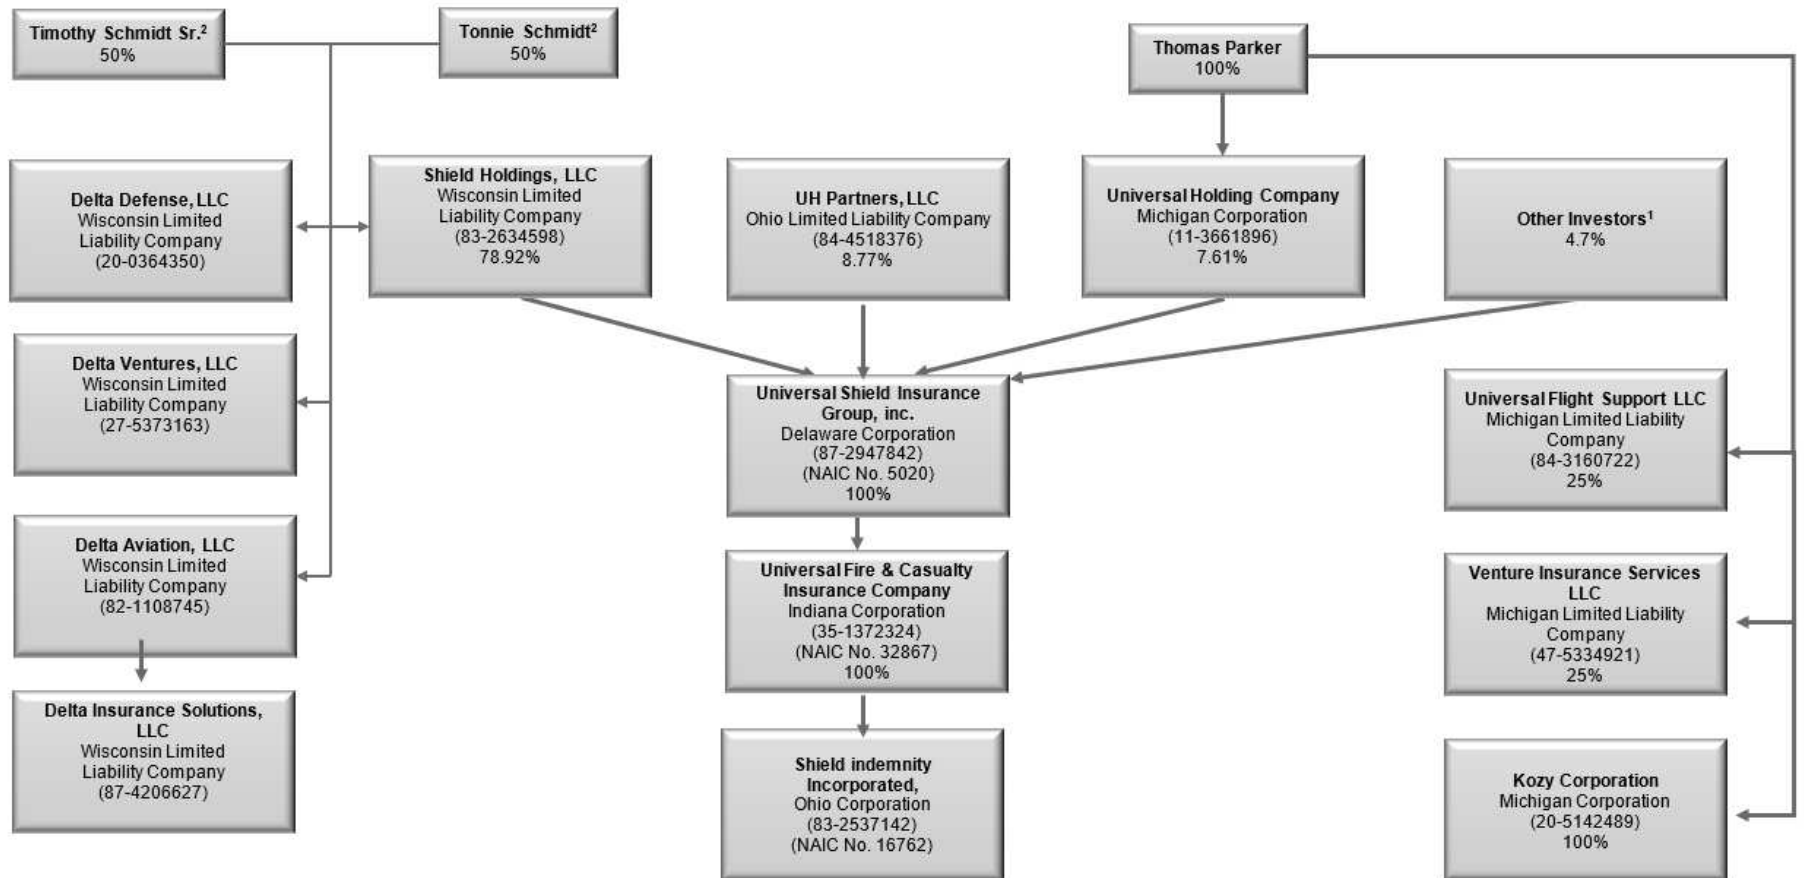 Timothy Schmidt Sr.²
50%
Tonnie Schmidt²
50%
Thomas Parker
100%
Delta Defense, LLC
Wisconsin Limited
Liability Company
(20-0364350)
Shield Holdings, LLC
Wisconsin Limited
Liability Company
(83-2634598)
78.92%
UH Partners, LLC
Ohio Limited Liability Company
(84-4518376)
8.77%
Universal Holding Company
Michigan Corporation
(11-3661896)
7.61%
Other Investors¹
4.7%
Delta Ventures, LLC
Wisconsin Limited
Liability Company
(27-5373163)
Universal Shield Insurance
Group, inc.
Delaware Corporation
(87-2947842)
(NAIC No. 5020)
100%
Universal Flight Support LLC
Michigan Limited Liability
Company
(84-3160722)
25%
Delta Aviation, LLC
Wisconsin Limited
Liability Company
(82-1108745)
Universal Fire & Casualty
Insurance Company
Indiana Corporation
(35-1372324)
(NAIC No. 32867)
100%
Venture Insurance Services
LLC
Michigan Limited Liability
Company
(47-5334921)
25%
Delta Insurance Solutions,
LLC
Wisconsin Limited
Liability Company
(87-4206627)
Shield indemnity
Incorporated,
Ohio Corporation
(83-2537142)
(NAIC No. 16762)
Kozy Corporation
Michigan Corporation
(20-5142489)
100%